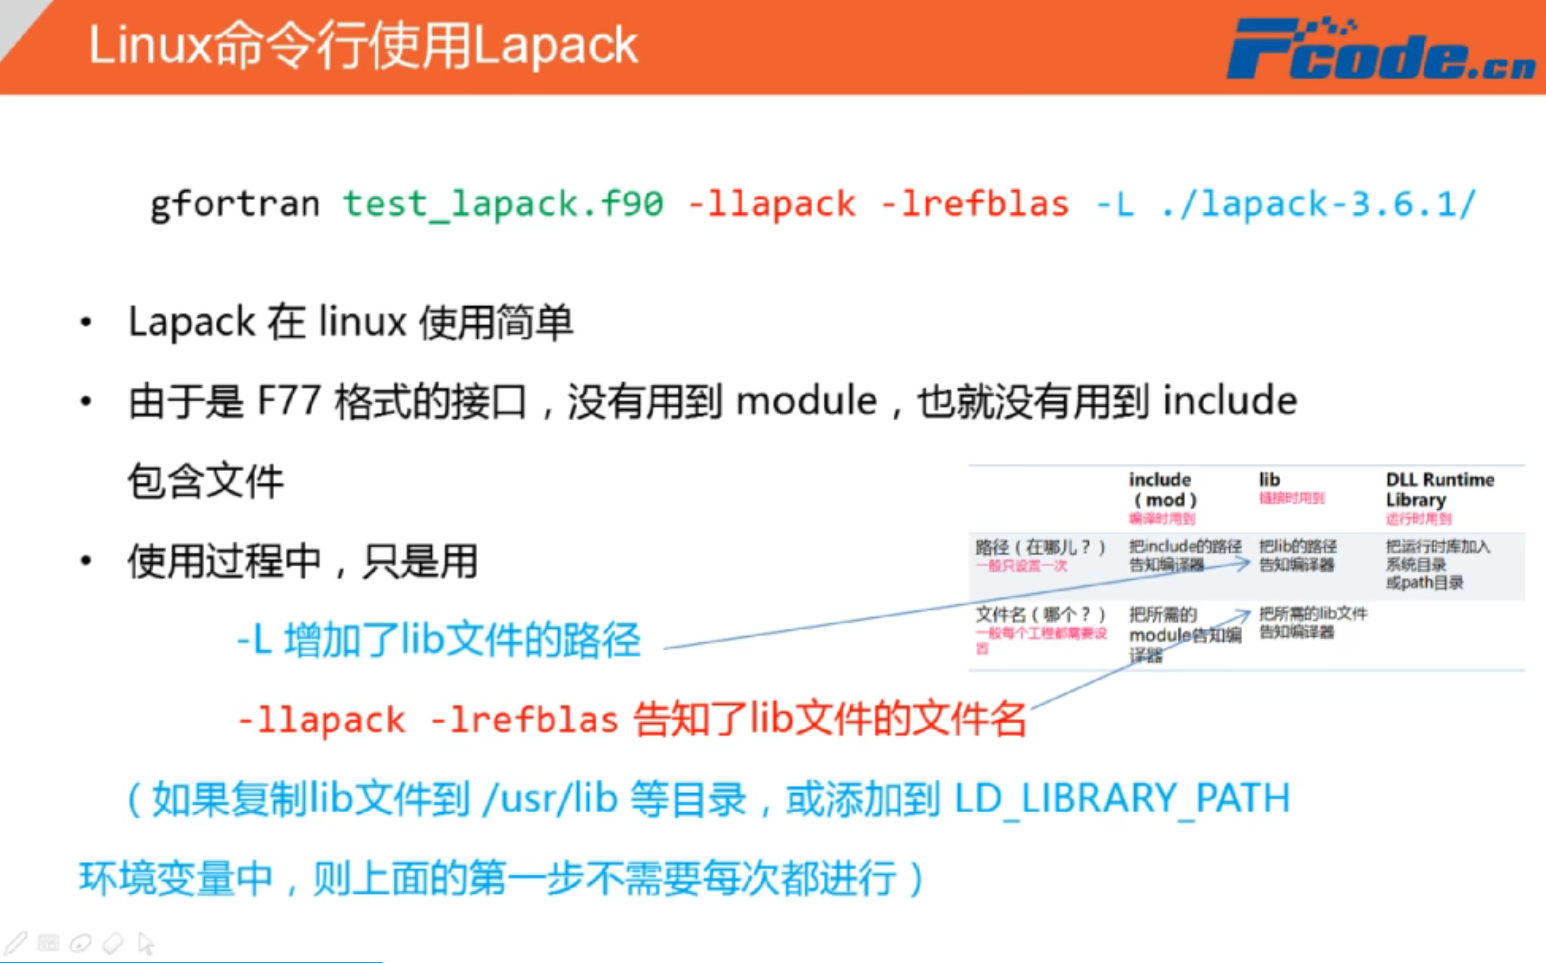 Linux命令行使用Lapack
Fcode.cn
gfortran test_lapack.f90 -llapack -lrefblas -L ./lapack-3.6.1/
• Lapack 在 linux 使用简单
• 由于是 F77 格式的接口，没有用到 module，也就没有用到 include
包含文件
• 使用过程中，只是用
-L 增加了lib文件的路径
-llapack -lrefblas 告知了lib文件的文件名
（如果复制lib文件到 /usr/lib 等目录，或添加到 LD_LIBRARY_PATH
环境变量中，则上面的第一步不需要每次都进行）
include
（mod）
编译时用到
lib
链接时用到
DLL Runtime
Library
运行时用到
路径（在哪儿？）
一般只设置一次
把include的路径
告知编译器
把lib的路径
告知编译器
把运行时库加入
系统目录
或path目录
文件名（哪个？）
一般每个工程都需要设
置
把所需的
module告知编
译器
把所需的lib文件
告知编译器